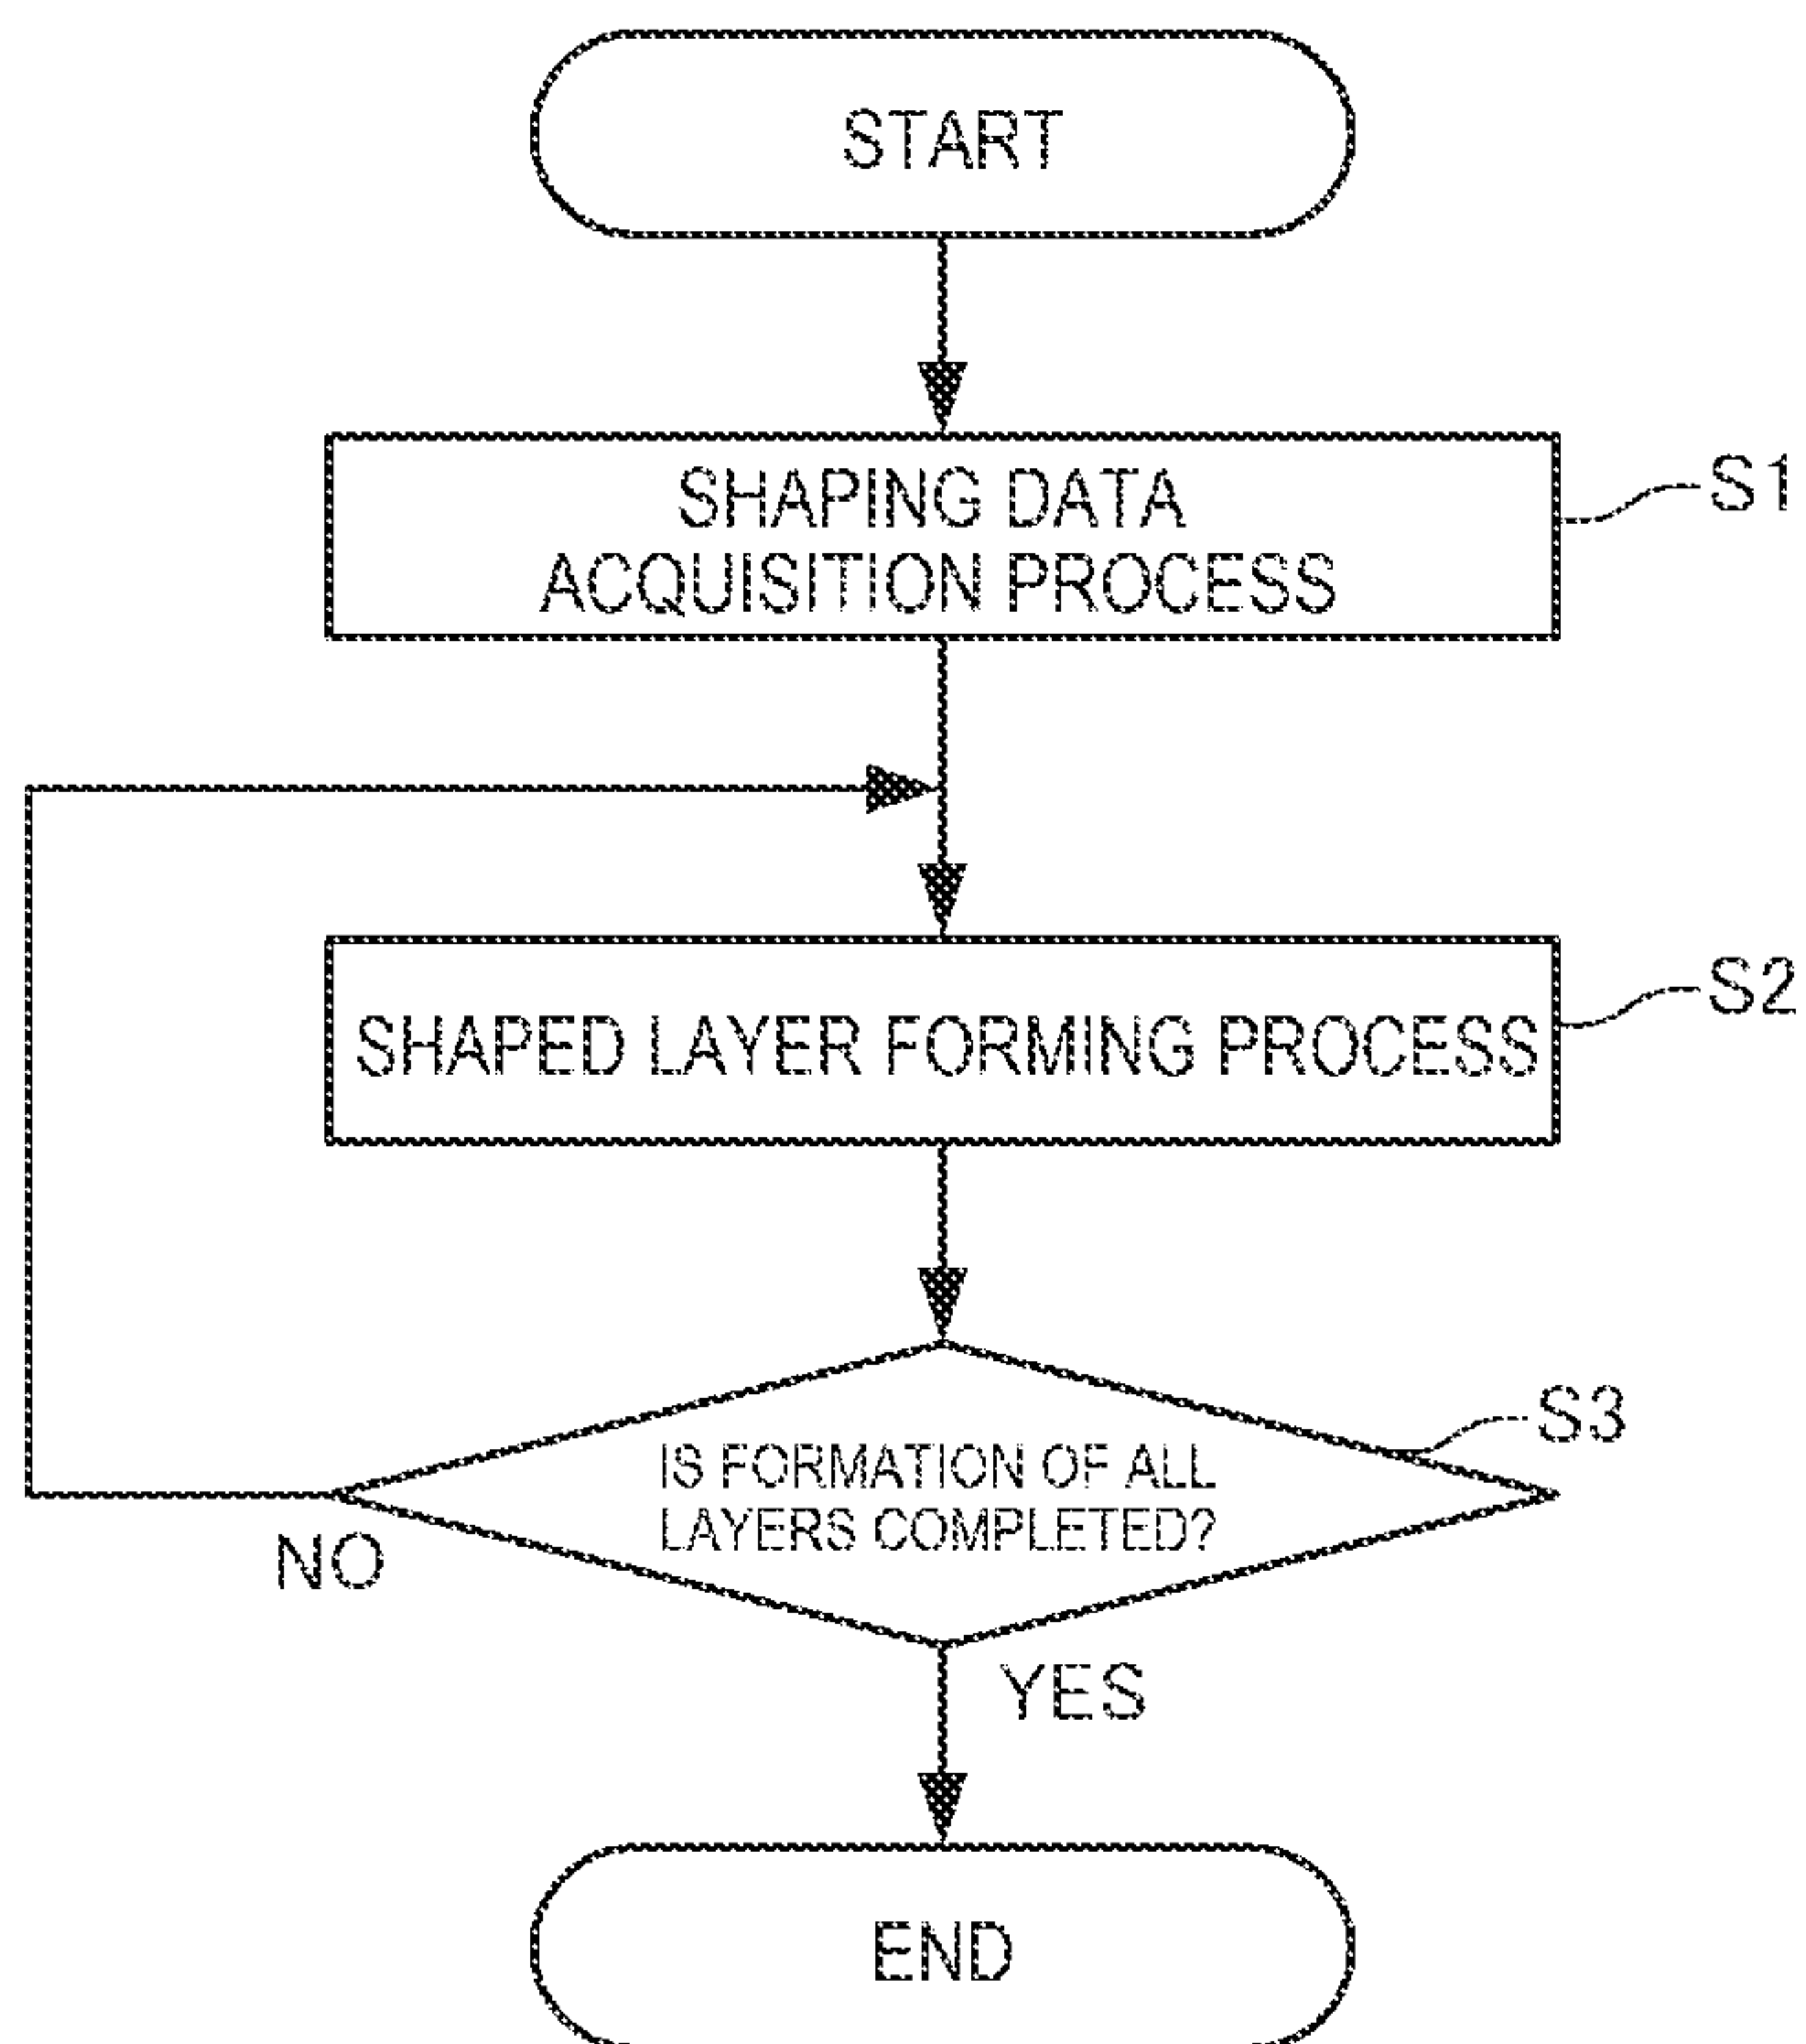 START
SHAPING DATA
ACQUISITION PROCESS
S1
SHAPED LAYER FORMING PROCESS
S2
IS FORMATION OF ALL
LAYERS COMPLETED?
S3
NO
YES
END